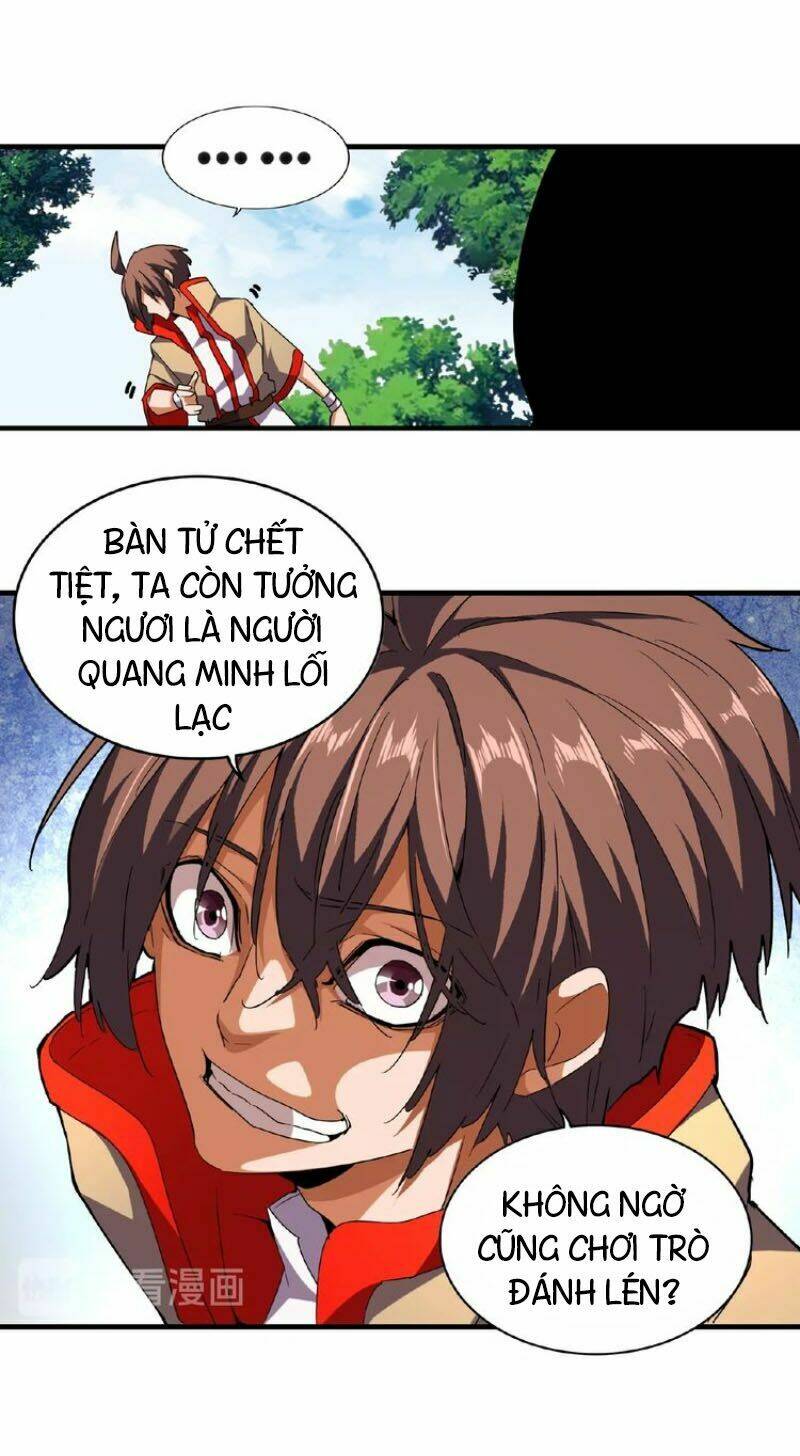 ... ...
BÀN TỬ CHẾT
TIỆT, TA CÒN TƯỞNG
NGƯƠI LÀ NGƯỜI
QUANG MINH LỖI
LẠC
KHÔNG NGỜ
CŨNG CHƠI TRÒ
ĐÁNH LÉN?
看漫画